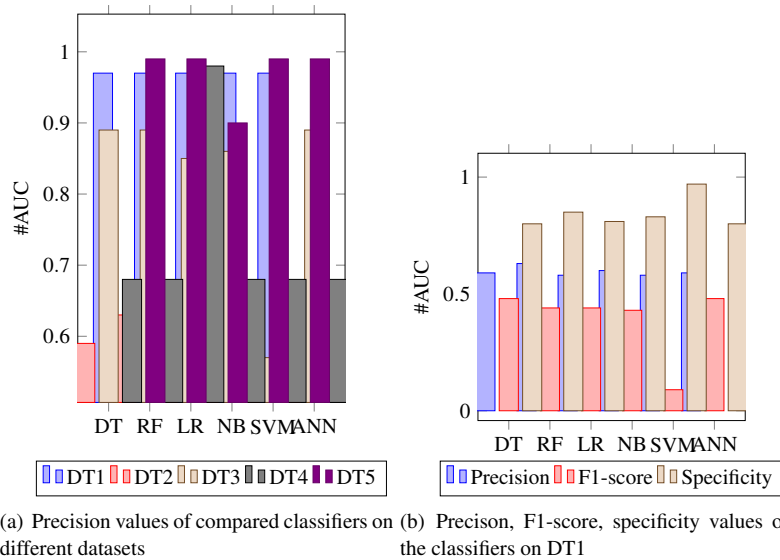 1
0.9
0.8
0.7
0.6
#AUC
DT RF LR NB SVM ANN
DT1 DT2 DT3 DT4 DT5
(a) Precision values of compared classifiers on
different datasets
1
0.5
0
#AUC
DT RF LR NB SVM ANN
Precision F1-score Specificity
(b) Precison, F1-score, specificity values o
the classifiers on DT1